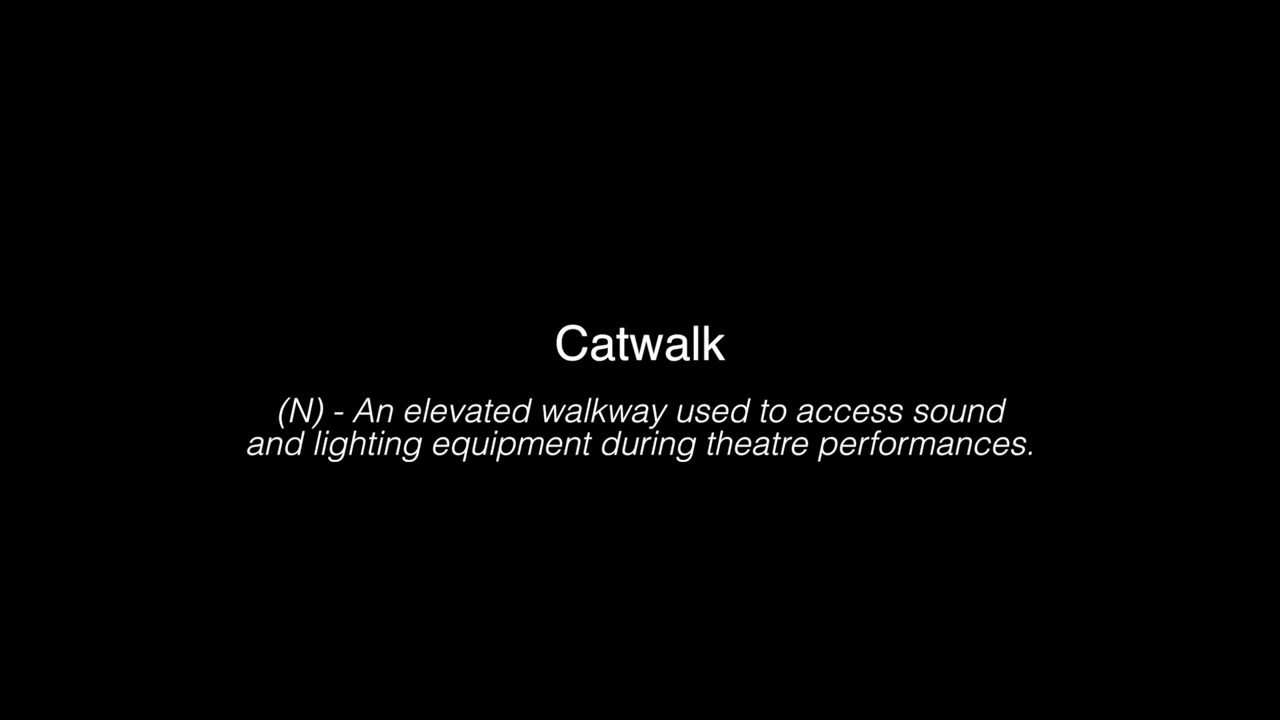 Catwalk
(N) - An elevated walkway used to access sound
and lighting equipment during theatre performances.